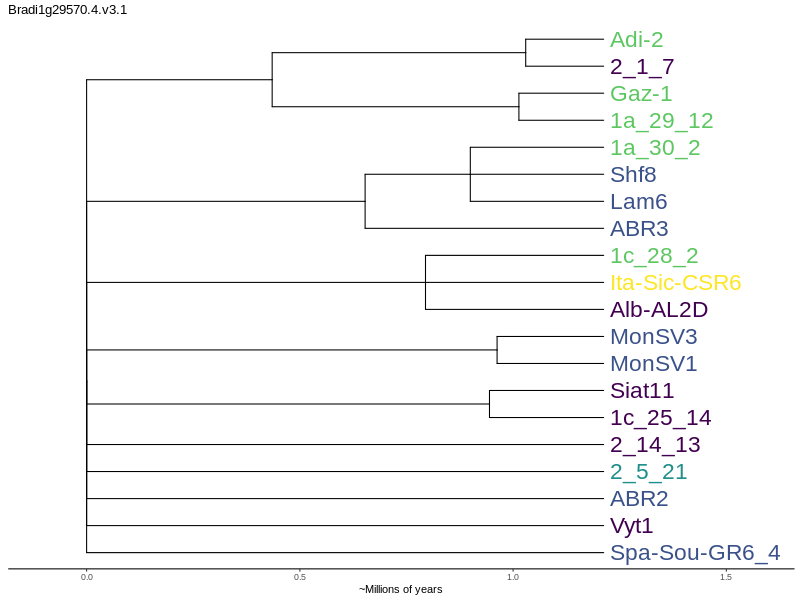 Bradi1g29570.4.v3.1
Adi-2
2_1_7
Gaz-1
1a_29_12
1a_30_2
Shf8
Lam6
ABR3
1c_28_2
Ita-Sic-CSR6
Alb-AL2D
MonSV3
MonSV1
Siat11
1c_25_14
2_14_13
2_5_21
ABR2
Vyt1
Spa-Sou-GR6_4
0.0 0.5 1.0 1.5
~Millions of years